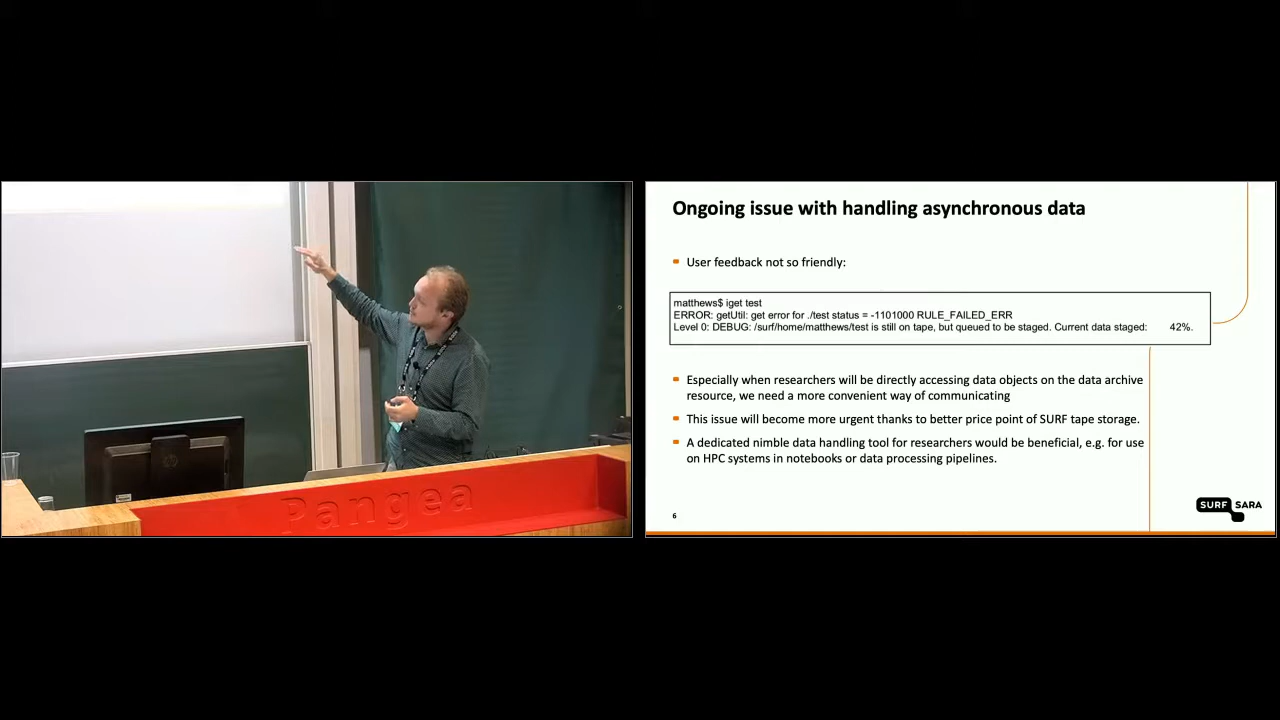 Pangea
Ongoing issue with handling asynchronous data
User feedback not so friendly:
matthews$ iget test
ERROR: getUtil: get error for ./test status = -1101000 RULE_FAILED_ERR
Level 0: DEBUG: /surf/home/matthews/test is still on tape, but queued to be staged. Current data staged: 42%.
Especially when researchers will be directly accessing data objects on the data archive
resource, we need a more convenient way of communicating
This issue will become more urgent thanks to better price point of SURF tape storage.
A dedicated nimble data handling tool for researchers would be beneficial, e.g. for use
on HPC systems in notebooks or data processing pipelines.
6
SURF SARA